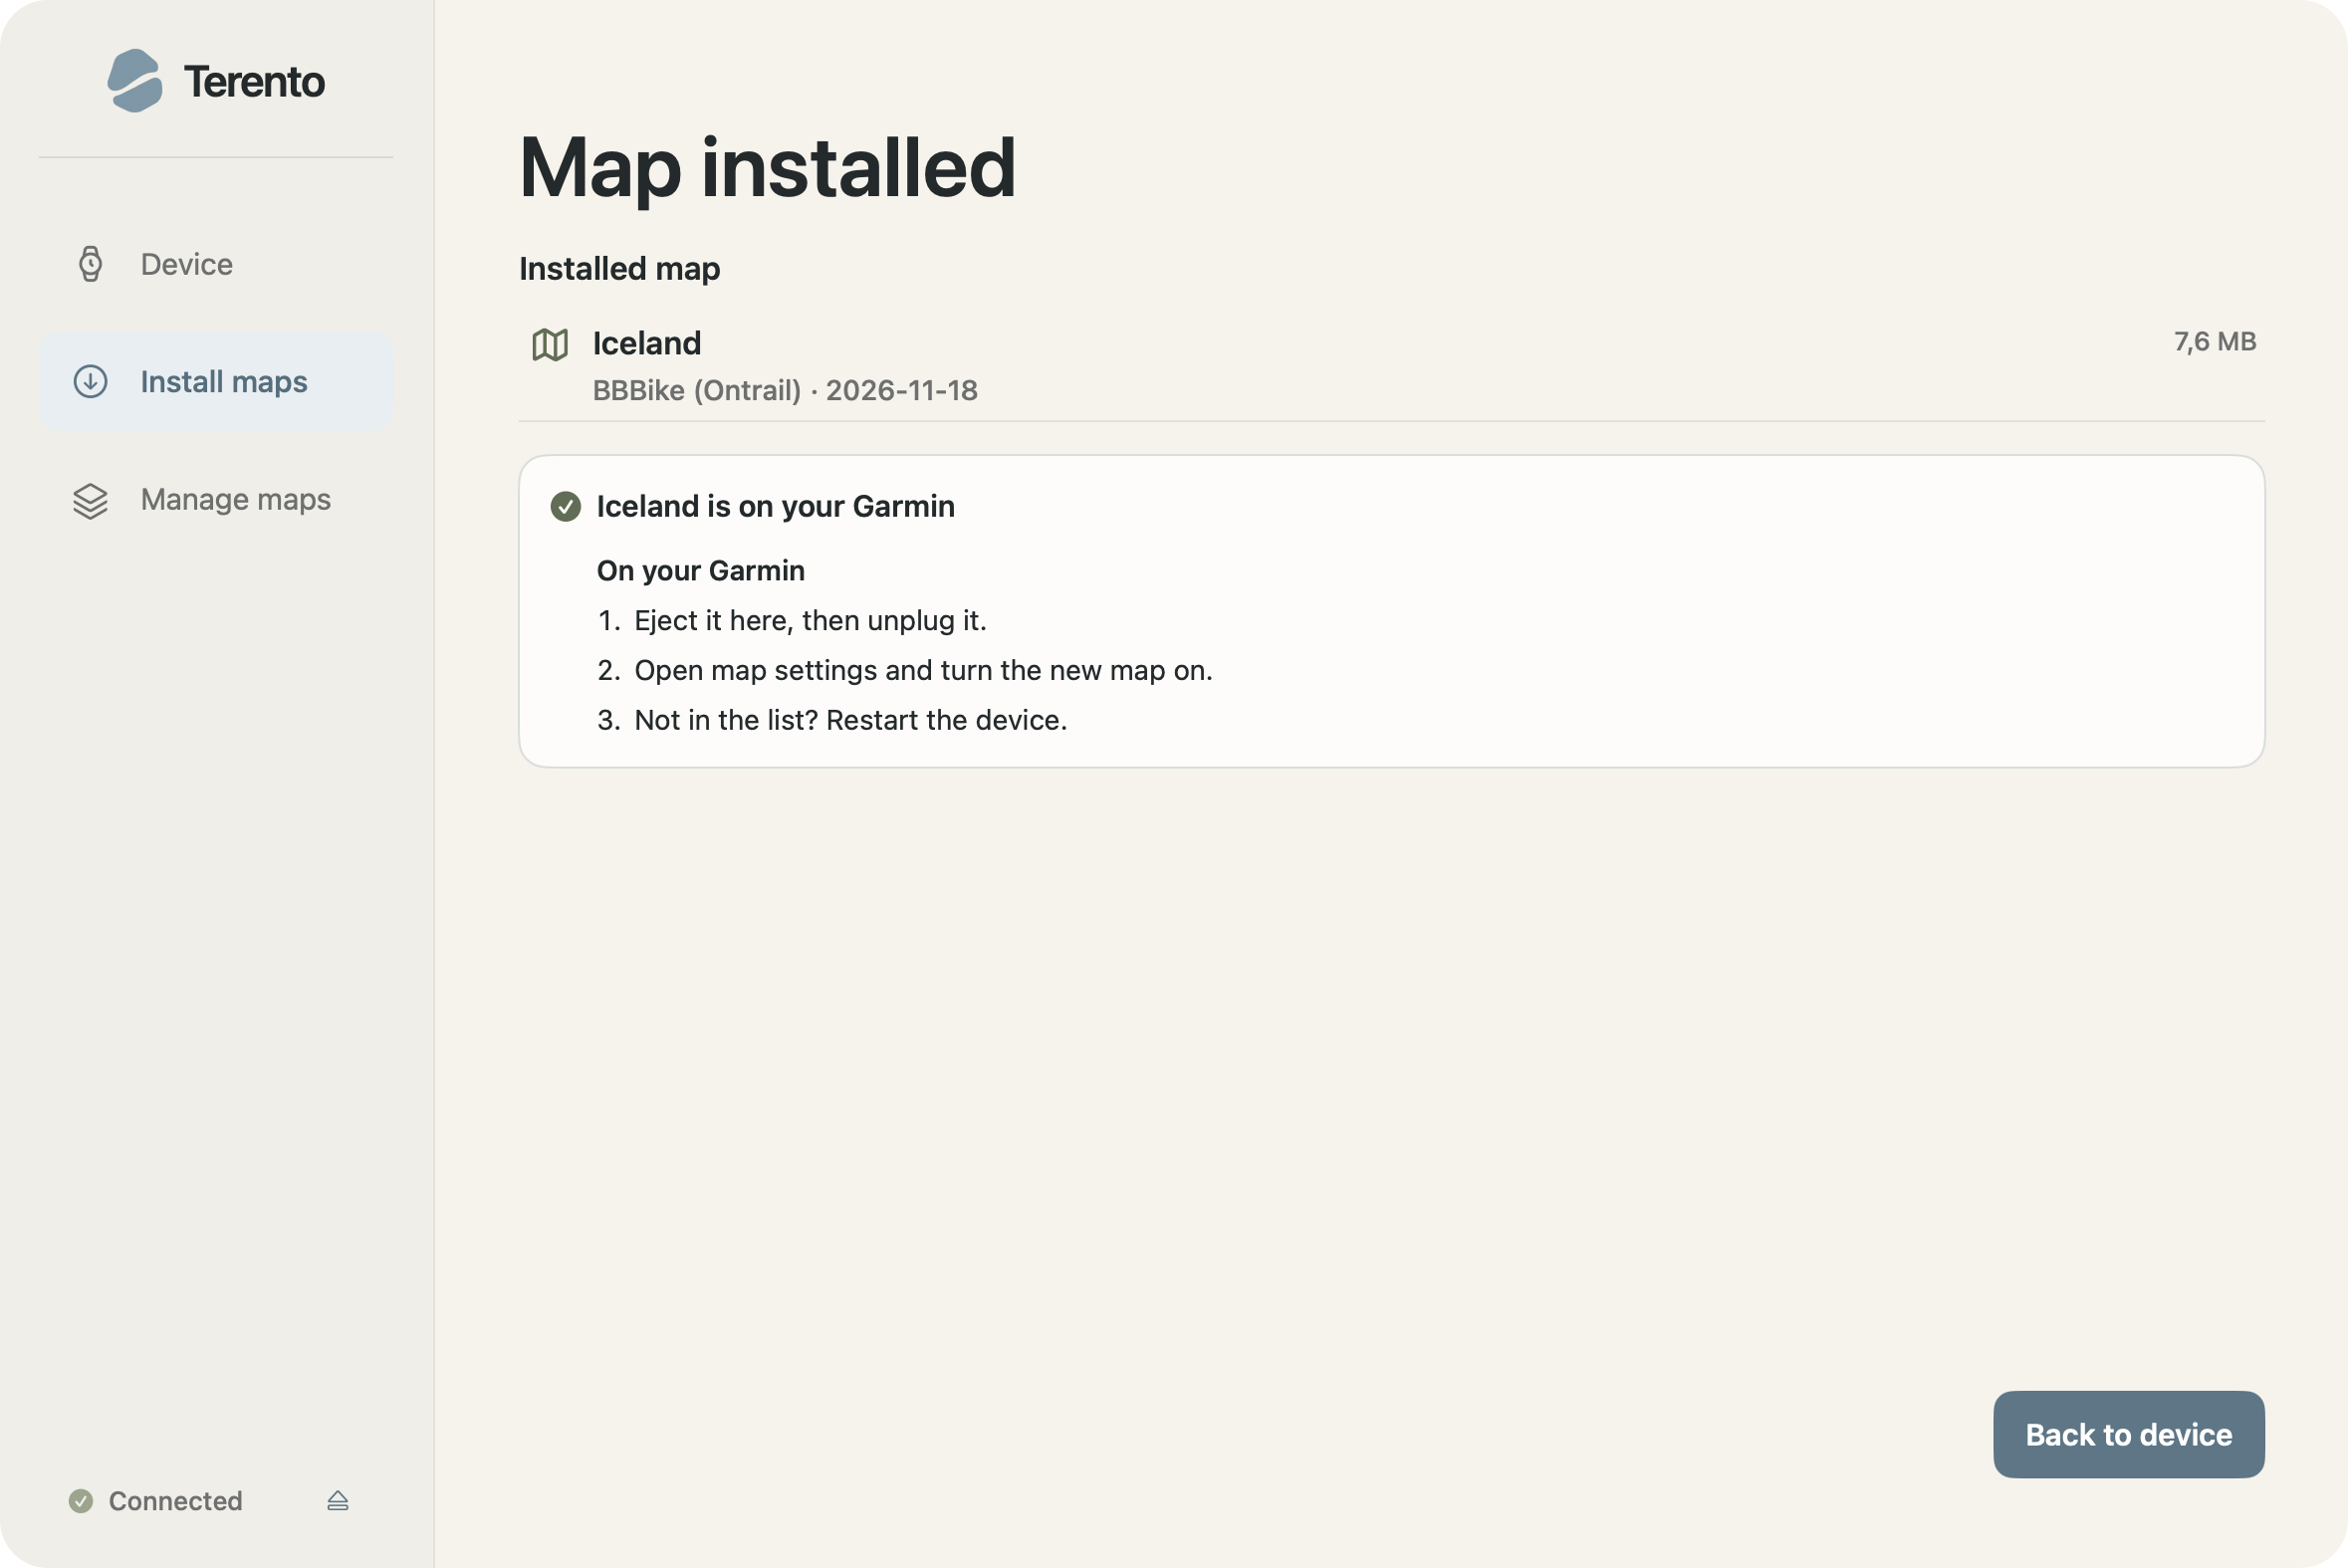 Terento
Device
Install maps
Manage maps
Connected
Map installed
Installed map
Iceland
7,6 MB
BBBike (Ontrail) · 2026-11-18
Iceland is on your Garmin
On your Garmin
1. Eject it here, then unplug it.
2. Open map settings and turn the new map on.
3. Not in the list? Restart the device.
Back to device